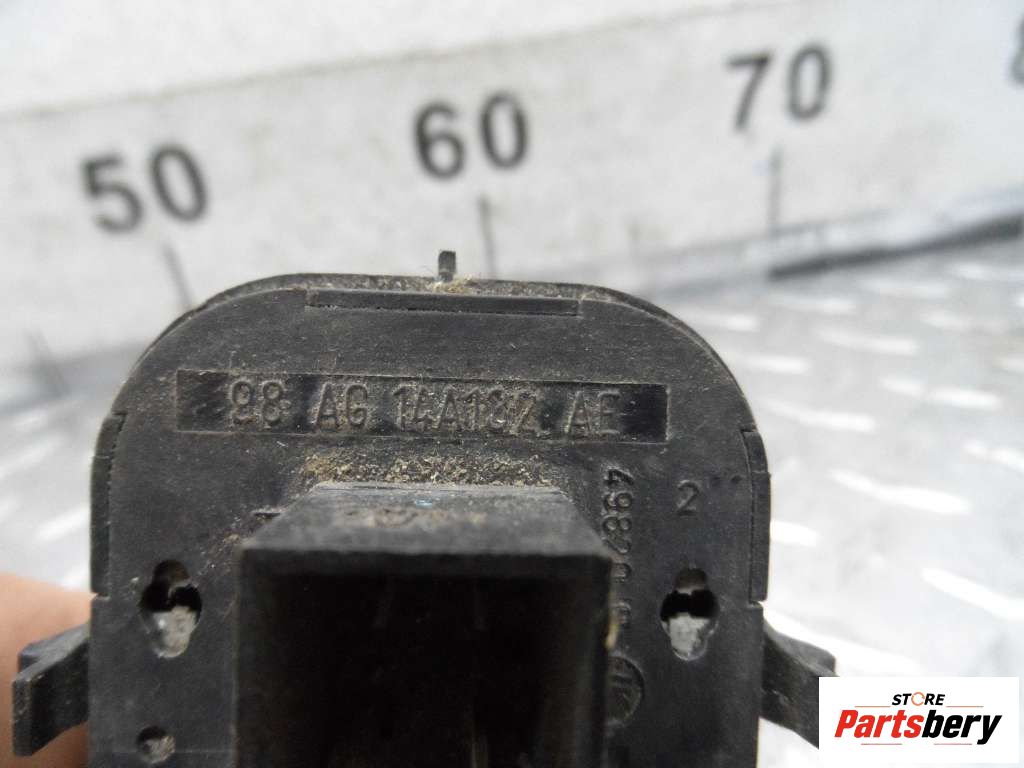 50 60 70
98 AG 14A132 AE
2
STORE
Partsbery